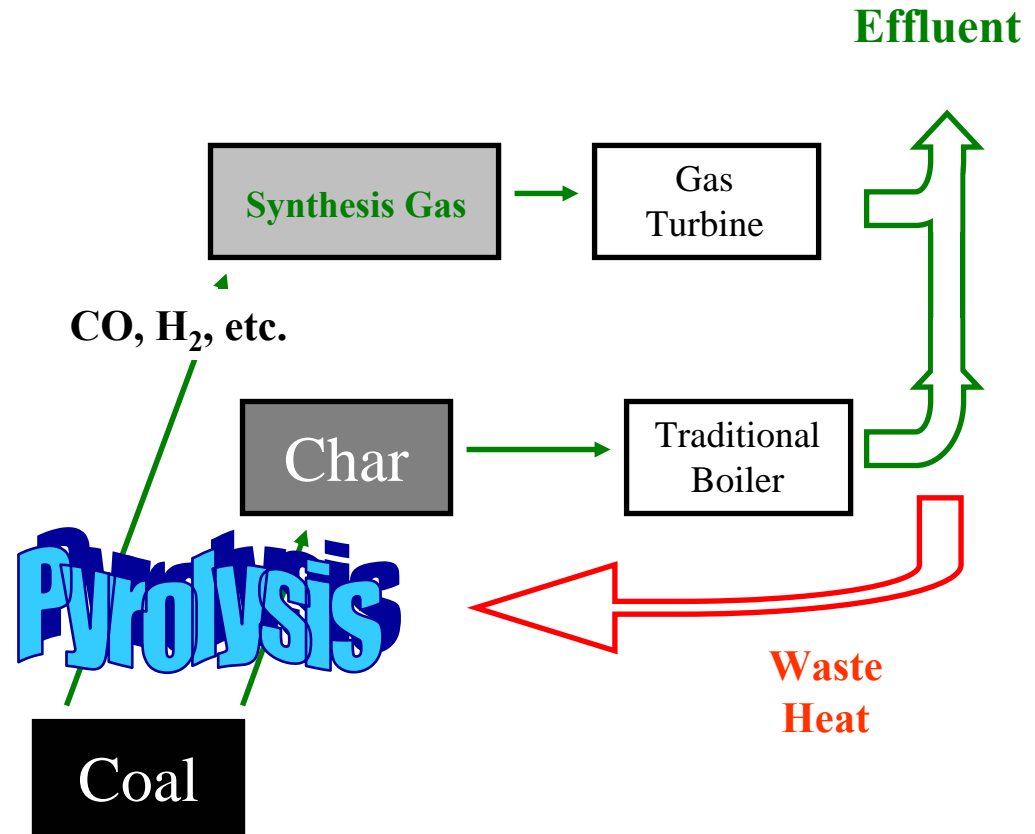 Effluent
Synthesis Gas
Gas
Turbine
CO, H₂, etc.
Char
Traditional
Boiler
Pyrolysis
Waste
Heat
Coal